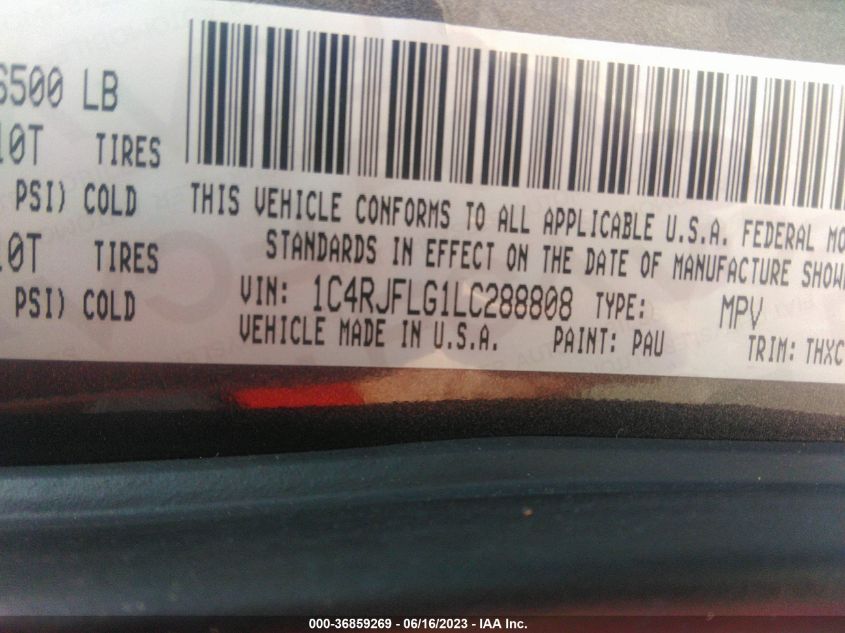 6500 LB
10T TIRES
PSI) COLD
0T TIRES
PSI) COLD
THIS VEHICLE CONFORMS TO ALL APPLICABLE U.S.A. FEDERAL MO
STANDARDS IN EFFECT ON THE DATE OF MANUFACTURE SHOW
VIN: 1C4RJFLG1LC288808 TYPE: MPV
VEHICLE MADE IN U.S.A. PAINT: PAU TRIM: THXC
000-36859269 - 06/16/2023 - IAA Inc.